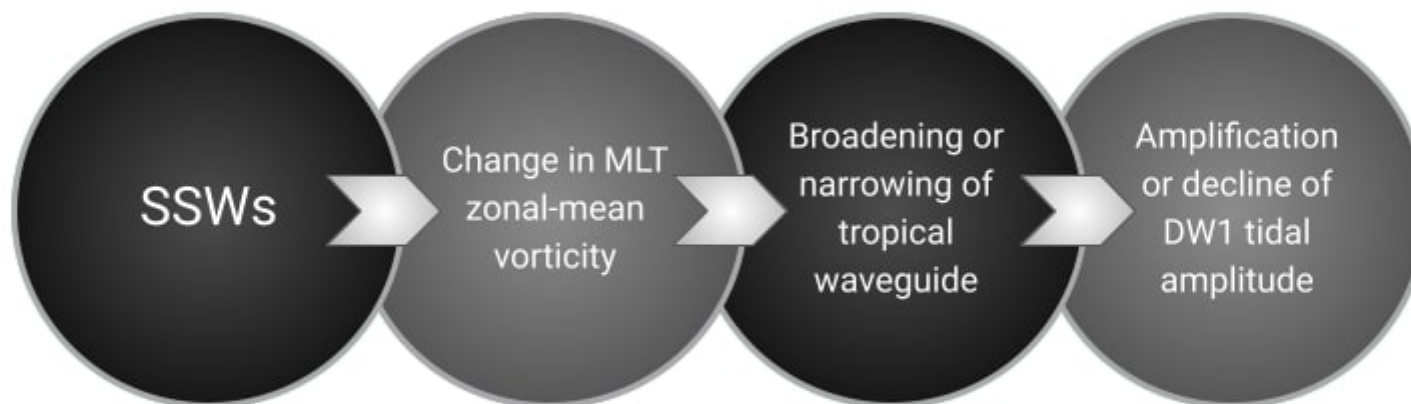 SSWs
Change in MLT
zonal-mean
vorticity
Broadening or
narrowing of
tropical
waveguide
Amplification
or decline of
DW1 tidal
amplitude